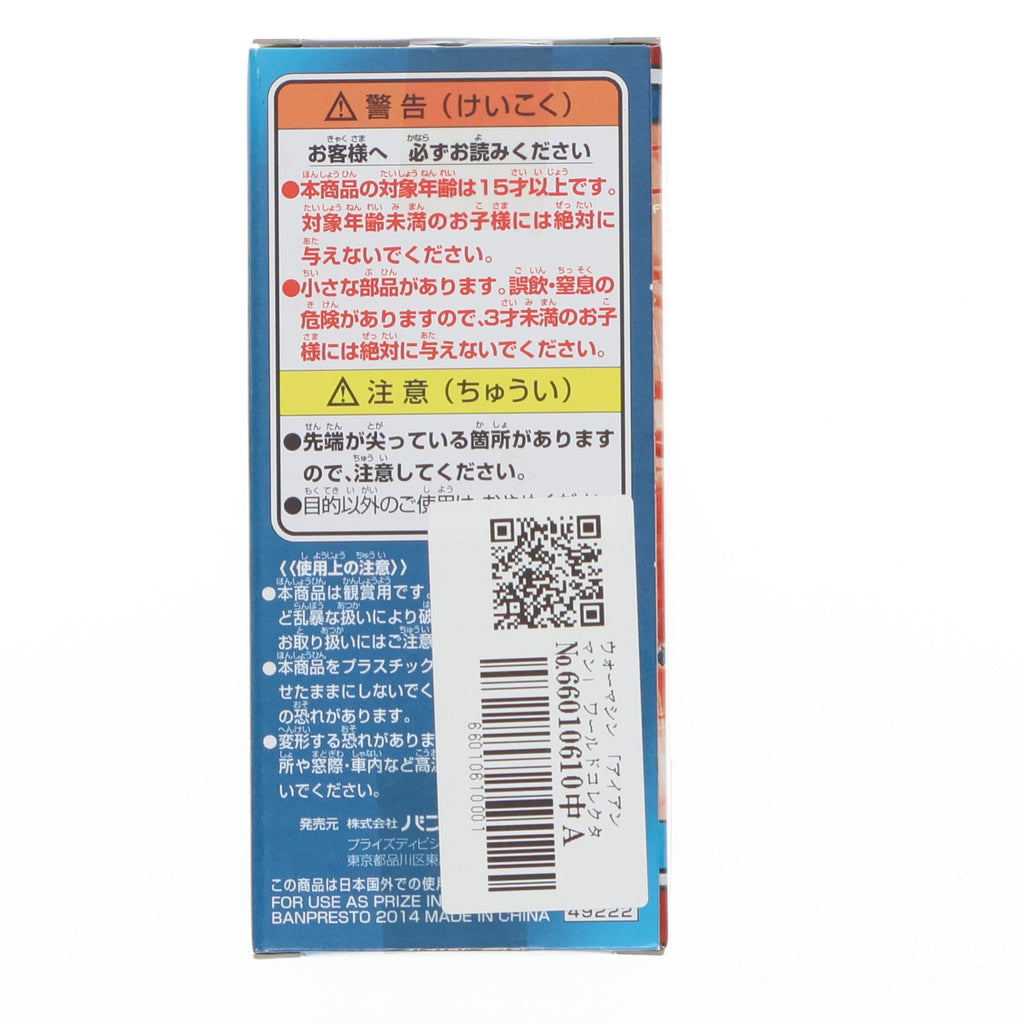 警告（けいこく）
お客様へ 必ずお読みください
●本商品の対象年齢は15才以上です。
対象年齢未満のお子様には絶対に
与えないでください。
●小さな部品があります。誤飲・窒息の
危険がありますので、3才未満のお子
様には絶対に与えないでください。
注意（ちゅうい）
●先端が尖っている箇所があります
ので、注意してください。
●目的以外のご使用は
《使用上の注意》
●本商品は観賞用です。
ど乱暴な扱いにより破
お取り扱いにはご注意
●本商品をプラスチック
せたままにしないでく
の恐れがあります。
●変形する恐れがありま
所や窓際・車内など高温
いでください。
発売元 株式会社バン
プライズディビジ
東京都品川区東
この商品は日本国外での使用
FOR USE AS PRIZE IN
BANPRESTO 2014 MADE IN CHINA
49222
ウォーマシン 「アイアン
マン」 ワールドコレクタ
No.66010610中A
66010610001